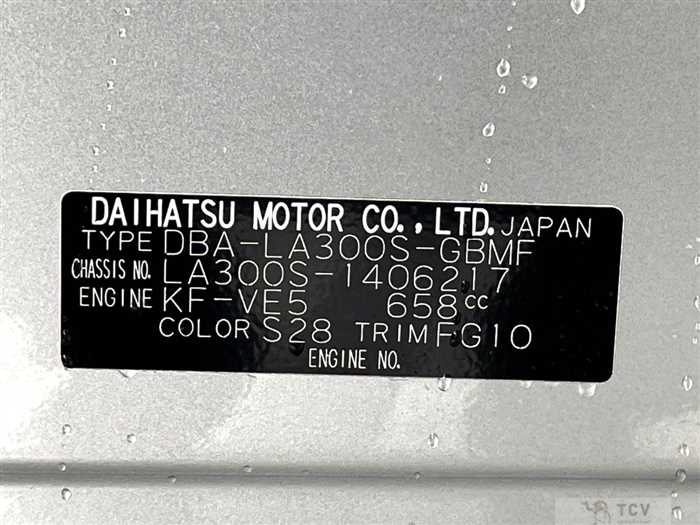 DAIHATSU MOTOR CO., LTD. JAPAN
TYPE DBA-LA300S-GBMF
CHASSIS NO. LA300S-1406217
ENGINE KF-VE5 658cc
COLOR S28 TRIM FG10
ENGINE NO.
TCV